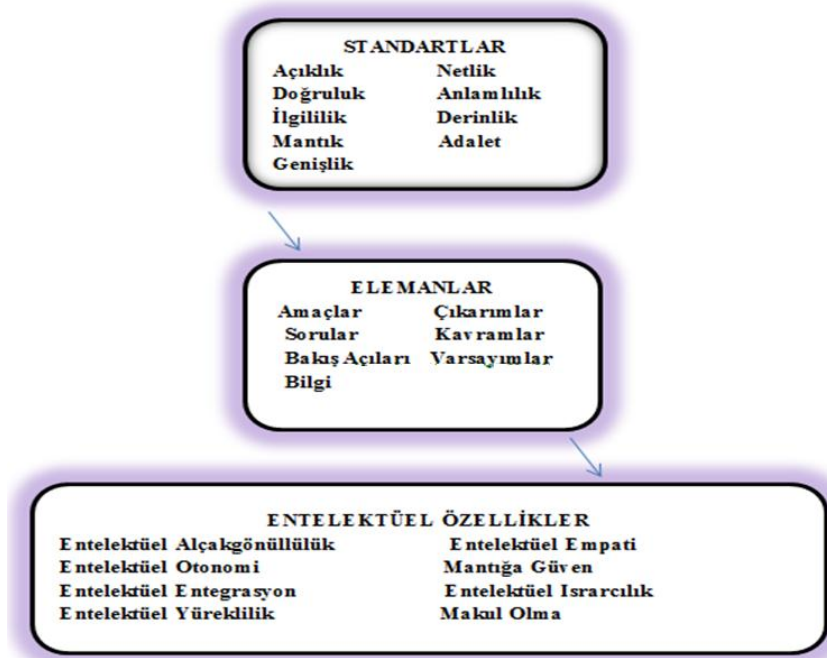 STANDARTLAR
Açıklık Netlik
Doğruluk Anlamlılık
İlgililik Derinlik
Mantık Adalet
Genişlik
ELEMANLAR
Amaçlar Çıkarımlar
Sorular Kavramlar
Bakış Açıları Varsayımlar
Bilgi
ENTELEKTÜEL ÖZELLİKLER
Entelektüel Alçakgönüllülük Entelektüel Empati
Entelektüel Otonomi Mantığa Güven
Entelektüel Entegrasyon Entelektüel Israrcılık
Entelektüel Yüreklilik Makul Olma